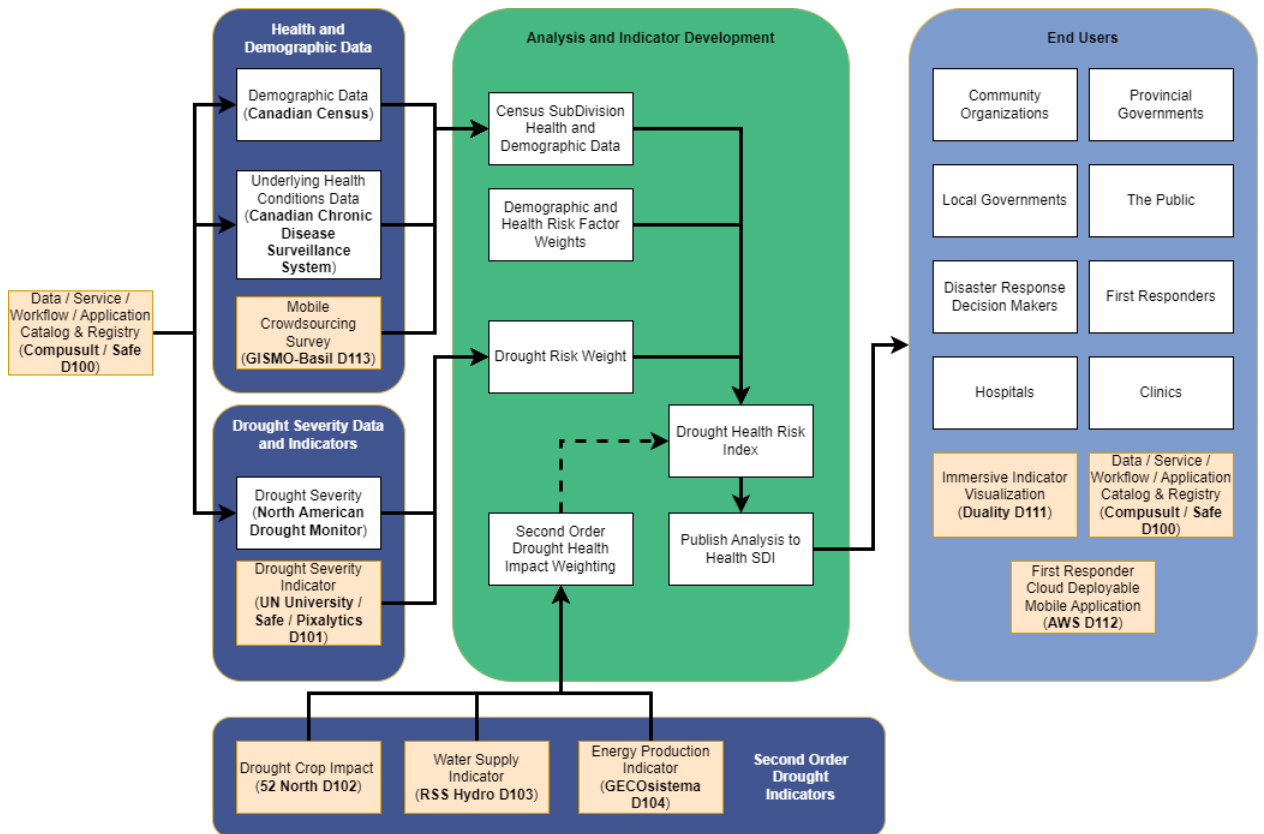 Health and
Demographic Data
Demographic Data
(Canadian Census)
Underlying Health
Conditions Data
(Canadian Chronic
Disease
Surveillance
System)
Mobile
Crowdsourcing
Survey
(GISMO-Basil D113)
Data / Service /
Workflow / Application
Catalog & Registry
(Compusult / Safe
D100)
Drought Severity Data
and Indicators
Drought Severity
(North American
Drought Monitor)
Drought Severity
Indicator
(UN University /
Safe / Pixalytics
D101)
Analysis and Indicator Development
Census SubDivision
Health and
Demographic Data
Demographic and
Health Risk Factor
Weights
Drought Risk Weight
Drought Health Risk
Index
Second Order
Drought Health
Impact Weighting
Publish Analysis to
Health SDI
End Users
Community
Organizations
Provincial
Governments
Local Governments
The Public
Disaster Response
Decision Makers
First Responders
Hospitals
Clinics
Immersive Indicator
Visualization
(Duality D111)
Data / Service /
Workflow / Application
Catalog & Registry
(Compusult / Safe
D100)
First Responder
Cloud Deployable
Mobile Application
(AWS D112)
Drought Crop Impact
(52 North D102)
Water Supply
Indicator
(RSS Hydro D103)
Energy Production
Indicator
(GECOsistema
D104)
Second Order
Drought
Indicators